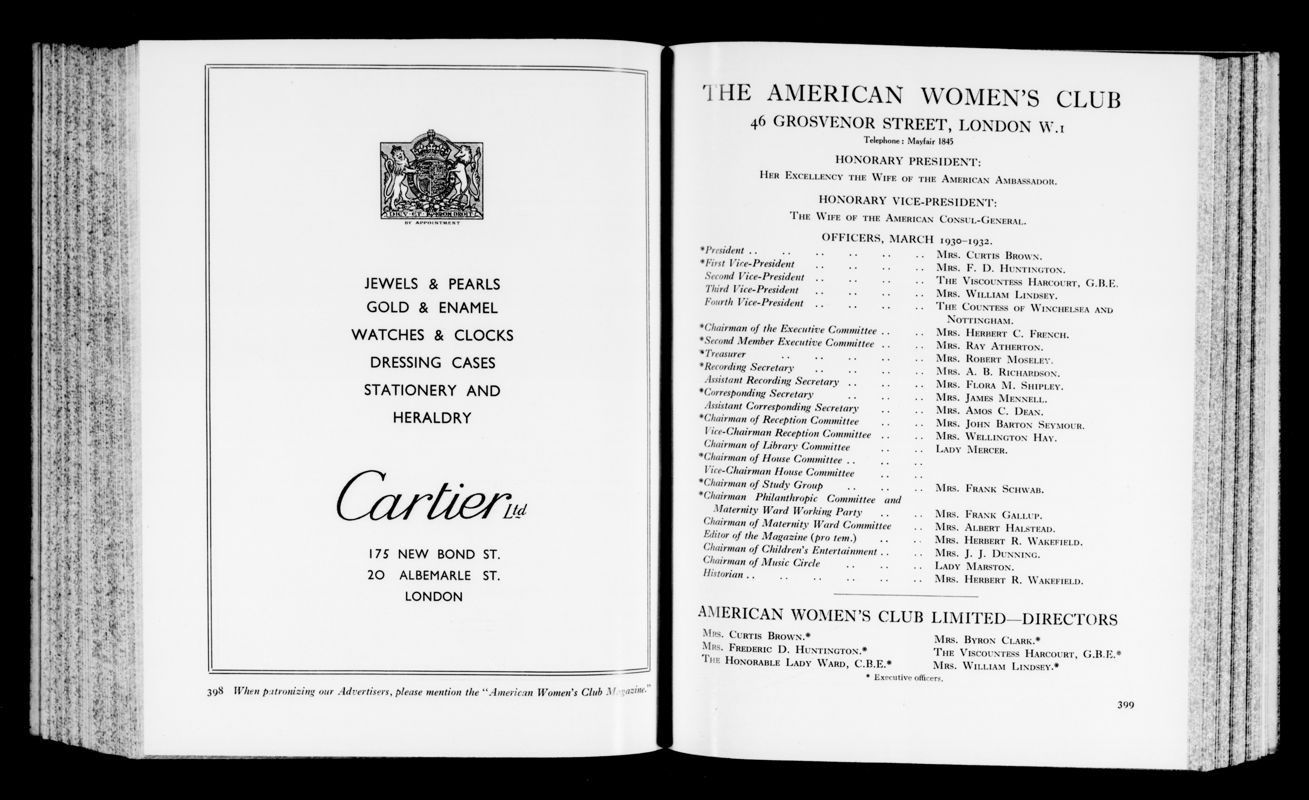 DIEV ET MON DROIT
BY APPOINTMENT
JEWELS & PEARLS
GOLD & ENAMEL
WATCHES & CLOCKS
DRESSING CASES
STATIONERY AND
HERALDRY
Cartier Ltd
175 NEW BOND ST.
20 ALBEMARLE ST.
LONDON
398 When patronizing our Advertisers, please mention the "American Women's Club Magazine."
THE AMERICAN WOMEN'S CLUB
46 GROSVENOR STREET, LONDON W.1
Telephone : Mayfair 1845
HONORARY PRESIDENT:
Her Excellency the Wife of the American Ambassador.
HONORARY VICE-PRESIDENT:
The Wife of the American Consul-General.
OFFICERS, MARCH 1930-1932.
*President .. .. .. .. .. .. Mrs. Curtis Brown.
*First Vice-President .. .. .. .. Mrs. F. D. Huntington.
Second Vice-President .. .. .. .. The Viscountess Harcourt, G.B.E.
Third Vice-President .. .. .. .. Mrs. William Lindsey.
Fourth Vice-President .. .. .. .. The Countess of Winchelsea and
Nottingham.
*Chairman of the Executive Committee .. .. Mrs. Herbert C. French.
*Second Member Executive Committee .. .. Mrs. Ray Atherton.
*Treasurer .. .. .. .. .. Mrs. Robert Moseley.
*Recording Secretary .. .. .. .. Mrs. A. B. Richardson.
Assistant Recording Secretary .. .. .. Mrs. Flora M. Shipley.
*Corresponding Secretary .. .. .. Mrs. James Mennell.
Assistant Corresponding Secretary .. .. Mrs. Amos C. Dean.
*Chairman of Reception Committee .. .. Mrs. John Barton Seymour.
Vice-Chairman Reception Committee .. .. Mrs. Wellington Hay.
Chairman of Library Committee .. .. Lady Mercer.
*Chairman of House Committee .. .. ..
Vice-Chairman House Committee .. ..
*Chairman of Study Group .. .. .. Mrs. Frank Schwab.
*Chairman Philanthropic Committee and
Maternity Ward Working Party .. .. Mrs. Frank Gallup.
Chairman of Maternity Ward Committee .. Mrs. Albert Halstead.
Editor of the Magazine (pro tem.) .. .. Mrs. Herbert R. Wakefield.
Chairman of Children's Entertainment .. .. Mrs. J. J. Dunning.
Chairman of Music Circle .. .. .. Lady Marston.
Historian .. .. .. .. .. .. Mrs. Herbert R. Wakefield.
AMERICAN WOMEN'S CLUB LIMITED—DIRECTORS
Mrs. Curtis Brown.* Mrs. Byron Clark.*
Mrs. Frederic D. Huntington.* The Viscountess Harcourt, G.B.E.*
The Honorable Lady Ward, C.B.E.* Mrs. William Lindsey.*
* Executive officers.
399